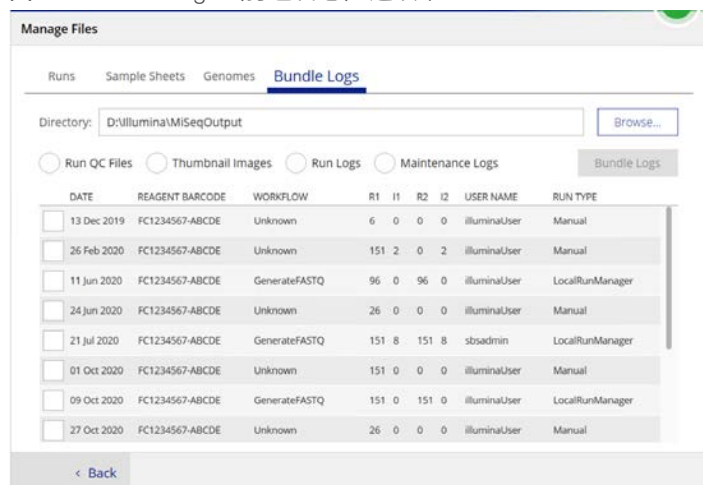 Manage Files
Runs Sample Sheets Genomes Bundle Logs
Directory: D:\Illumina\MiSeqOutput Browse...
Run QC Files Thumbnail Images Run Logs Maintenance Logs Bundle Logs
DATE REAGENT BARCODE WORKFLOW R1 I1 R2 I2 USER NAME RUN TYPE
13 Dec 2019 FC1234567-ABCDE Unknown 6 0 0 0 illuminaUser Manual
26 Feb 2020 FC1234567-ABCDE Unknown 151 2 0 2 illuminaUser Manual
11 Jun 2020 FC1234567-ABCDE GenerateFASTQ 96 0 96 0 illuminaUser LocalRunManager
24 Jun 2020 FC1234567-ABCDE Unknown 26 0 0 0 illuminaUser Manual
21 Jul 2020 FC1234567-ABCDE GenerateFASTQ 151 8 151 8 sbsadmin LocalRunManager
01 Oct 2020 FC1234567-ABCDE Unknown 151 0 0 0 illuminaUser Manual
09 Oct 2020 FC1234567-ABCDE GenerateFASTQ 151 0 151 0 illuminaUser LocalRunManager
27 Oct 2020 FC1234567-ABCDE Unknown 26 0 0 0 illuminaUser Manual
< Back